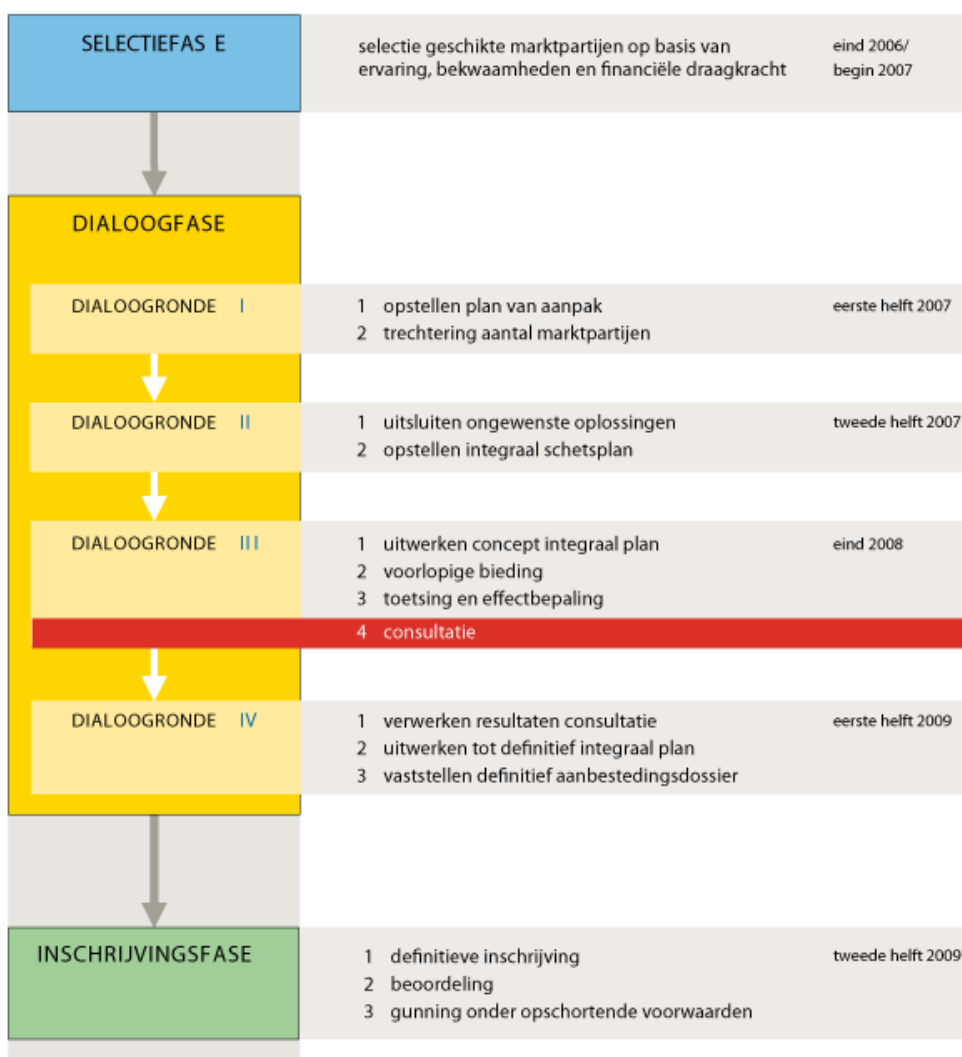 SELECTIEFAS E
selectie geschikte marktpartijen op basis van
ervaring, bekwaamheden en financiële draagkracht
eind 2006/
begin 2007
DIALOOGFASE
DIALOOGRONDE I
1 opstellen plan van aanpak
2 trechtering aantal marktpartijen
eerste helft 2007
DIALOOGRONDE II
1 uitsluiten ongewenste oplossingen
2 opstellen integraal schetsplan
tweede helft 2007
DIALOOGRONDE III
1 uitwerken concept integraal plan
2 voorlopige bieding
3 toetsing en effectbepaling
4 consultatie
eind 2008
DIALOOGRONDE IV
1 verwerken resultaten consultatie
2 uitwerken tot definitief integraal plan
3 vaststellen definitief aanbestedingsdossier
eerste helft 2009
INSCHRIJVINGSFASE
1 definitieve inschrijving
2 beoordeling
3 gunning onder opschortende voorwaarden
tweede helft 2009